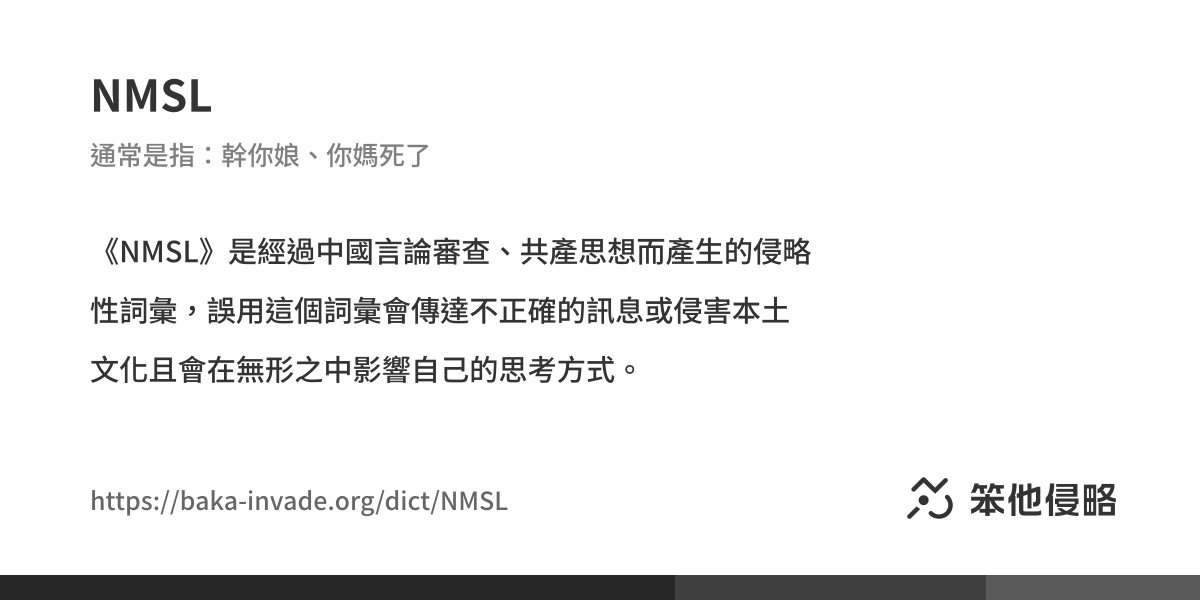 NMSL
通常是指：幹你娘、你媽死了
《NMSL》是經過中國言論審查、共產思想而產生的侵略
性詞彙，誤用這個詞彙會傳達不正確的訊息或侵害本土
文化且會在無形之中影響自己的思考方式。
https://baka-invade.org/dict/NMSL
笨他侵略